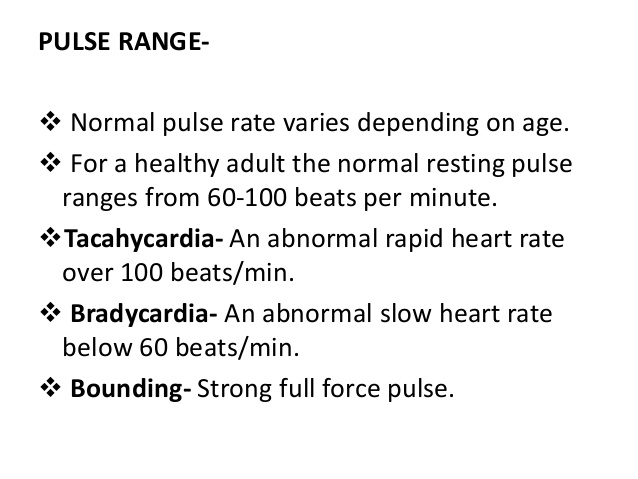 PULSE RANGE-
❖ Normal pulse rate varies depending on age.
❖ For a healthy adult the normal resting pulse
ranges from 60-100 beats per minute.
❖Tacahycardia- An abnormal rapid heart rate
over 100 beats/min.
❖ Bradycardia- An abnormal slow heart rate
below 60 beats/min.
❖ Bounding- Strong full force pulse.